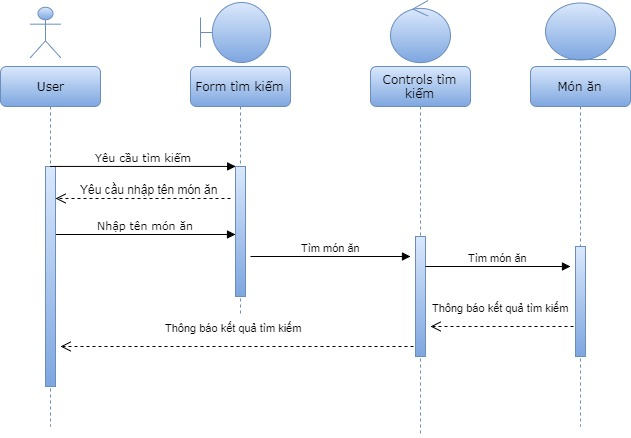 User
Form tìm kiếm
Controls tìm
kiếm
Món ăn
Yêu cầu tìm kiếm
Yêu cầu nhập tên món ăn
Nhập tên món ăn
Tìm món ăn
Tìm món ăn
Thông báo kết quả tìm kiếm
Thông báo kết quả tìm kiếm